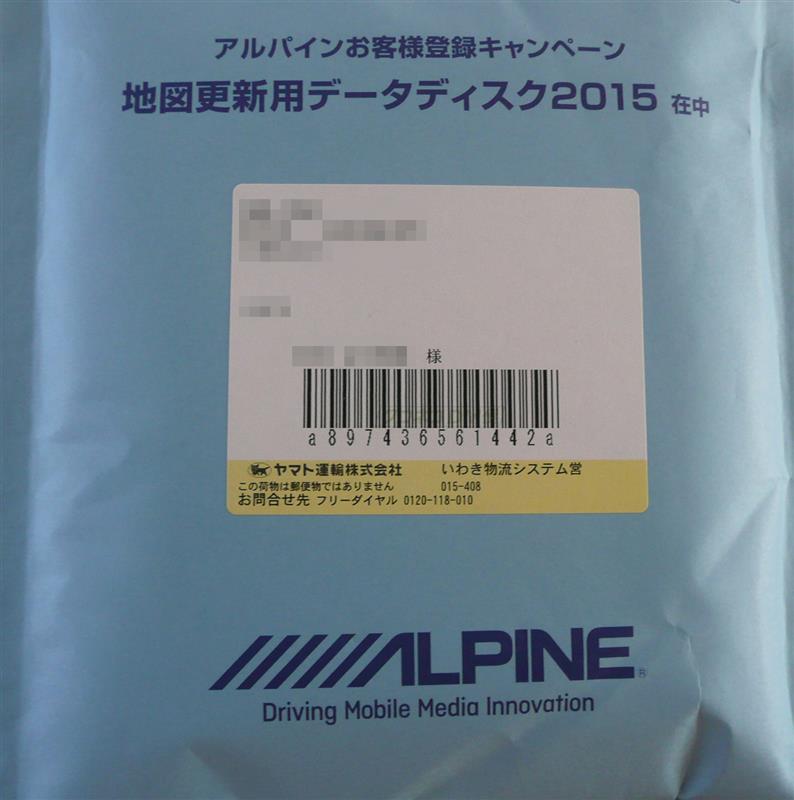 アルパインお客様登録キャンペーン
地図更新用データディスク2015 在中
様
a897436561442a
ヤマト運輸株式会社 いわき物流システム営
この荷物は郵便物ではありません 015-408
お問合せ先 フリーダイヤル 0120-118-010
ALPINE®
Driving Mobile Media Innovation